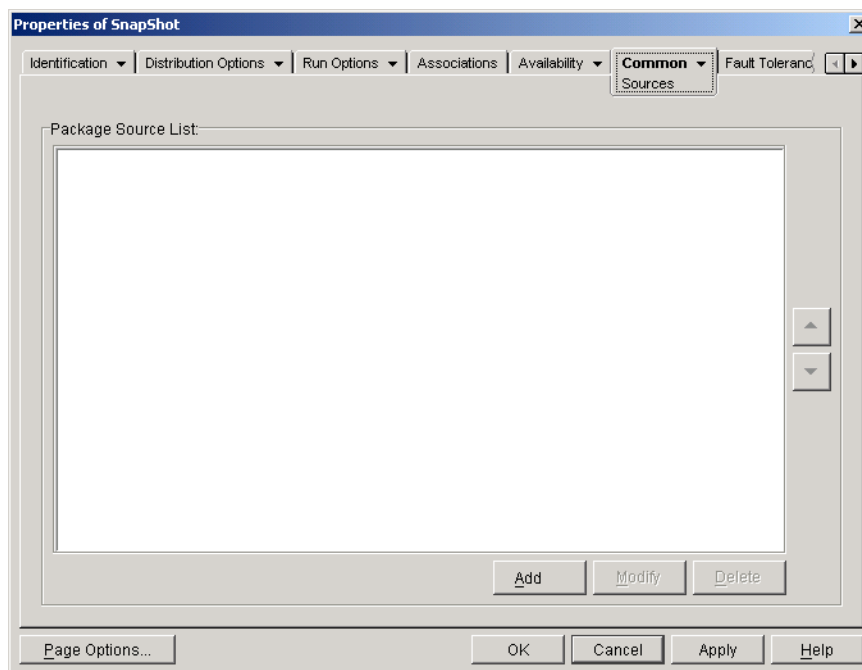 Properties of SnapShot
Identification Distribution Options Run Options Associations Availability Common Fault Toleranc
Sources
Package Source List:
Add Modify Delete
Page Options... OK Cancel Apply Help